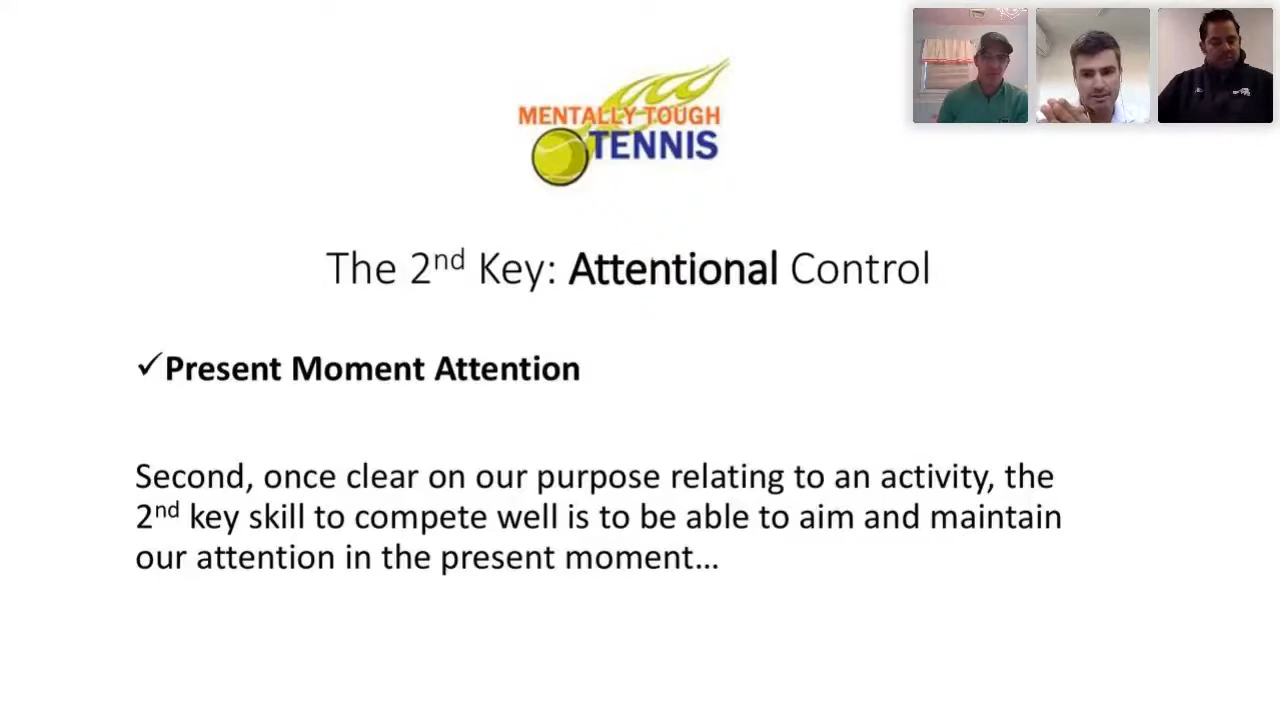 MENTALLY TOUGH
TENNIS
The 2nd Key: Attentional Control
✓Present Moment Attention
Second, once clear on our purpose relating to an activity, the
2nd key skill to compete well is to be able to aim and maintain
our attention in the present moment…